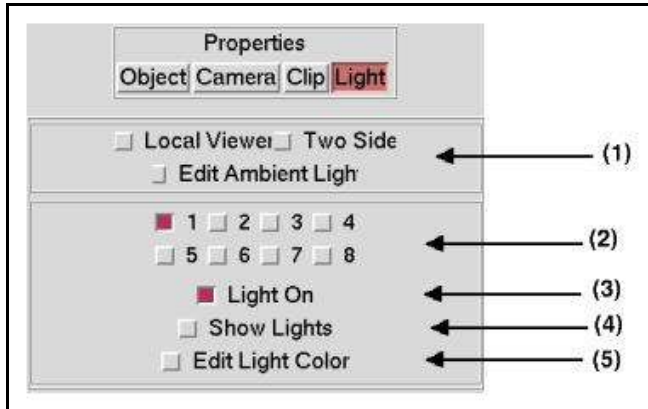 Properties
Object Camera Clip Light
Local Viewer Two Side
Edit Ambient Ligh
(1)
1 2 3 4
(2)
5 6 7 8
Light On
(3)
Show Lights
(4)
Edit Light Color
(5)